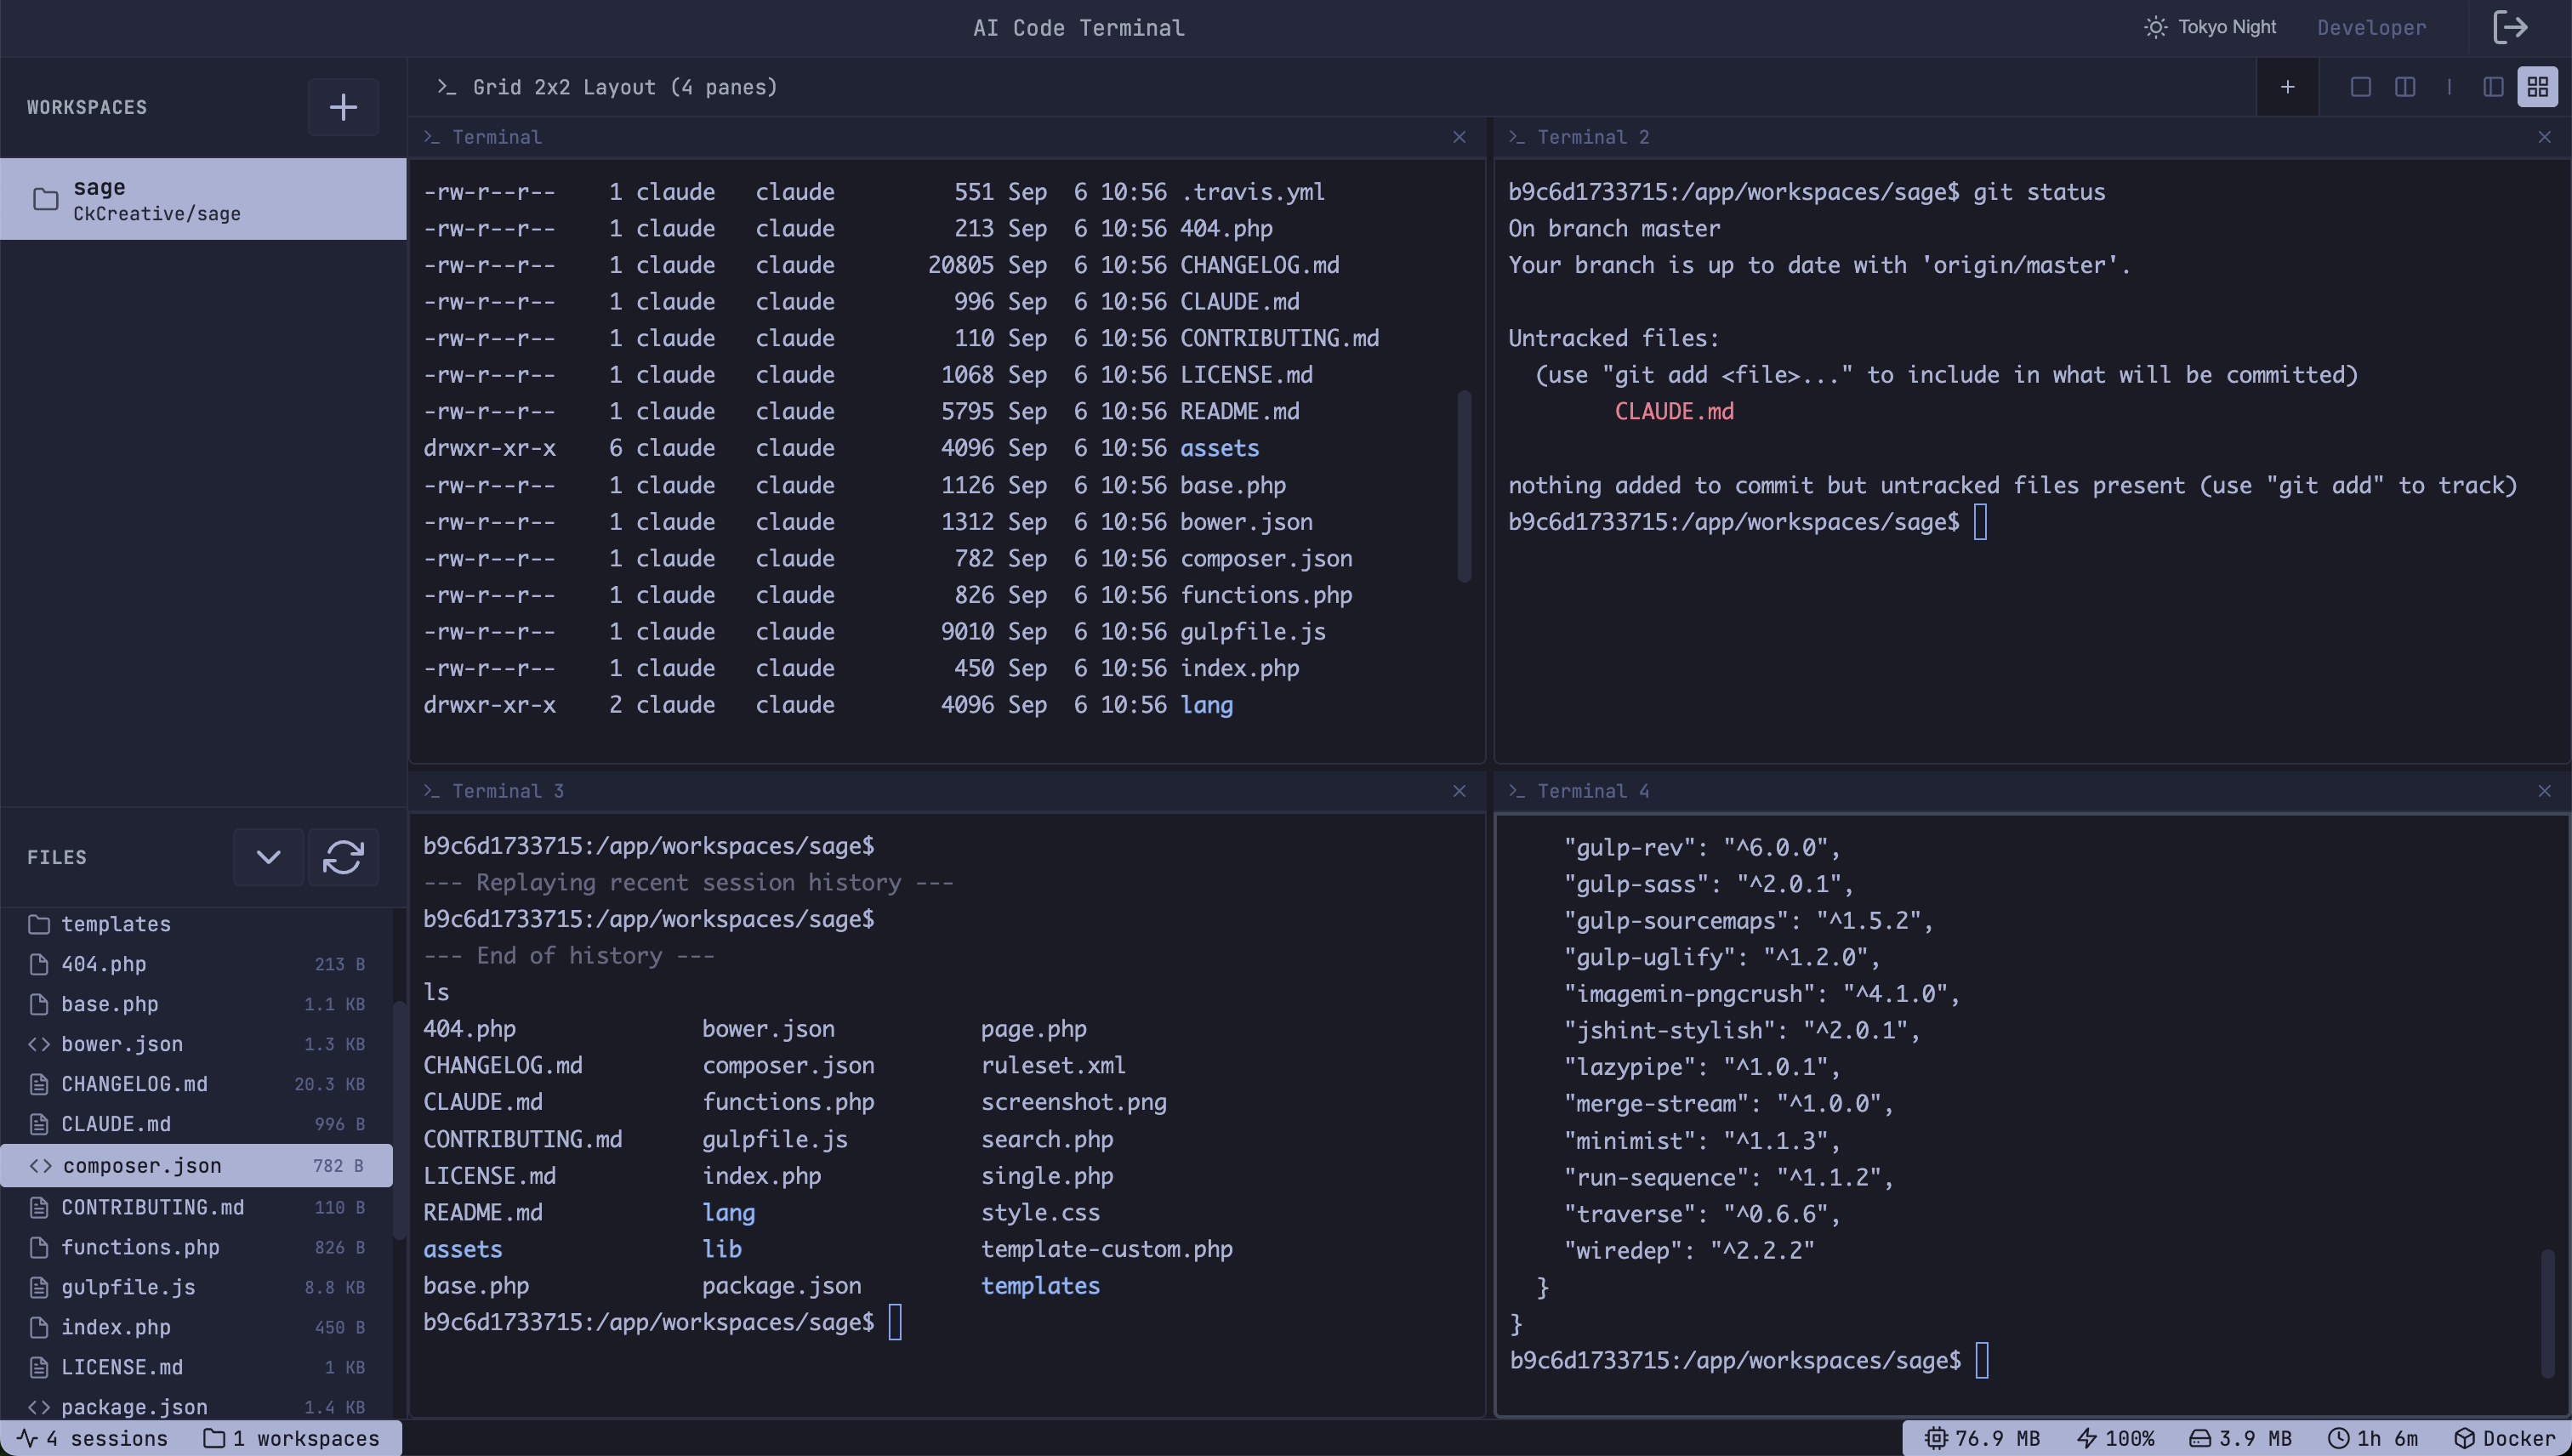 AI Code Terminal
Tokyo Night
Developer
WORKSPACES
sage
CkCreative/sage
>_ Grid 2x2 Layout (4 panes)
>_ Terminal
-rw-r--r--    1 claude   claude         551 Sep  6 10:56 .travis.yml
-rw-r--r--    1 claude   claude         213 Sep  6 10:56 404.php
-rw-r--r--    1 claude   claude       20805 Sep  6 10:56 CHANGELOG.md
-rw-r--r--    1 claude   claude         996 Sep  6 10:56 CLAUDE.md
-rw-r--r--    1 claude   claude         110 Sep  6 10:56 CONTRIBUTING.md
-rw-r--r--    1 claude   claude        1068 Sep  6 10:56 LICENSE.md
-rw-r--r--    1 claude   claude        5795 Sep  6 10:56 README.md
drwxr-xr-x    6 claude   claude        4096 Sep  6 10:56 assets
-rw-r--r--    1 claude   claude        1126 Sep  6 10:56 base.php
-rw-r--r--    1 claude   claude        1312 Sep  6 10:56 bower.json
-rw-r--r--    1 claude   claude         782 Sep  6 10:56 composer.json
-rw-r--r--    1 claude   claude         826 Sep  6 10:56 functions.php
-rw-r--r--    1 claude   claude        9010 Sep  6 10:56 gulpfile.js
-rw-r--r--    1 claude   claude         450 Sep  6 10:56 index.php
drwxr-xr-x    2 claude   claude        4096 Sep  6 10:56 lang
>_ Terminal 2
b9c6d1733715:/app/workspaces/sage$ git status
On branch master
Your branch is up to date with 'origin/master'.
Untracked files:
  (use "git add <file>..." to include in what will be committed)
        CLAUDE.md
nothing added to commit but untracked files present (use "git add" to track)
b9c6d1733715:/app/workspaces/sage$
FILES
templates
404.php 213 B
base.php 1.1 KB
bower.json 1.3 KB
CHANGELOG.md 20.3 KB
CLAUDE.md 996 B
composer.json 782 B
CONTRIBUTING.md 110 B
functions.php 826 B
gulpfile.js 8.8 KB
index.php 450 B
LICENSE.md 1 KB
package.json 1.4 KB
>_ Terminal 3
b9c6d1733715:/app/workspaces/sage$
--- Replaying recent session history ---
b9c6d1733715:/app/workspaces/sage$
--- End of history ---
ls
404.php              bower.json           page.php
CHANGELOG.md         composer.json        ruleset.xml
CLAUDE.md            functions.php        screenshot.png
CONTRIBUTING.md      gulpfile.js          search.php
LICENSE.md           index.php            single.php
README.md            lang                 style.css
assets               lib                  template-custom.php
base.php             package.json         templates
b9c6d1733715:/app/workspaces/sage$
>_ Terminal 4
    "gulp-rev": "^6.0.0",
    "gulp-sass": "^2.0.1",
    "gulp-sourcemaps": "^1.5.2",
    "gulp-uglify": "^1.2.0",
    "imagemin-pngcrush": "^4.1.0",
    "jshint-stylish": "^2.0.1",
    "lazypipe": "^1.0.1",
    "merge-stream": "^1.0.0",
    "minimist": "^1.1.3",
    "run-sequence": "^1.1.2",
    "traverse": "^0.6.6",
    "wiredep": "^2.2.2"
  }
}
b9c6d1733715:/app/workspaces/sage$
4 sessions 1 workspaces
76.9 MB 100% 3.9 MB 1h 6m Docker